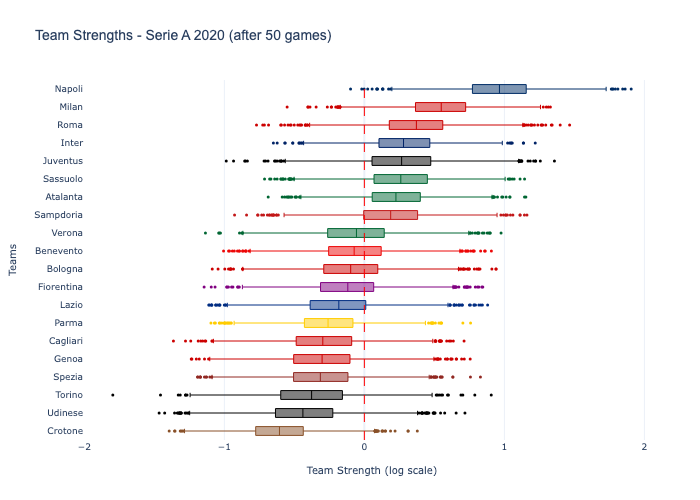 Team Strengths - Serie A 2020 (after 50 games)
Napoli
Milan
Roma
Inter
Juventus
Sassuolo
Atalanta
Sampdoria
Verona
Benevento
Bologna
Fiorentina
Lazio
Parma
Cagliari
Genoa
Spezia
Torino
Udinese
Crotone
Teams
−2 −1 0 1 2
Team Strength (log scale)